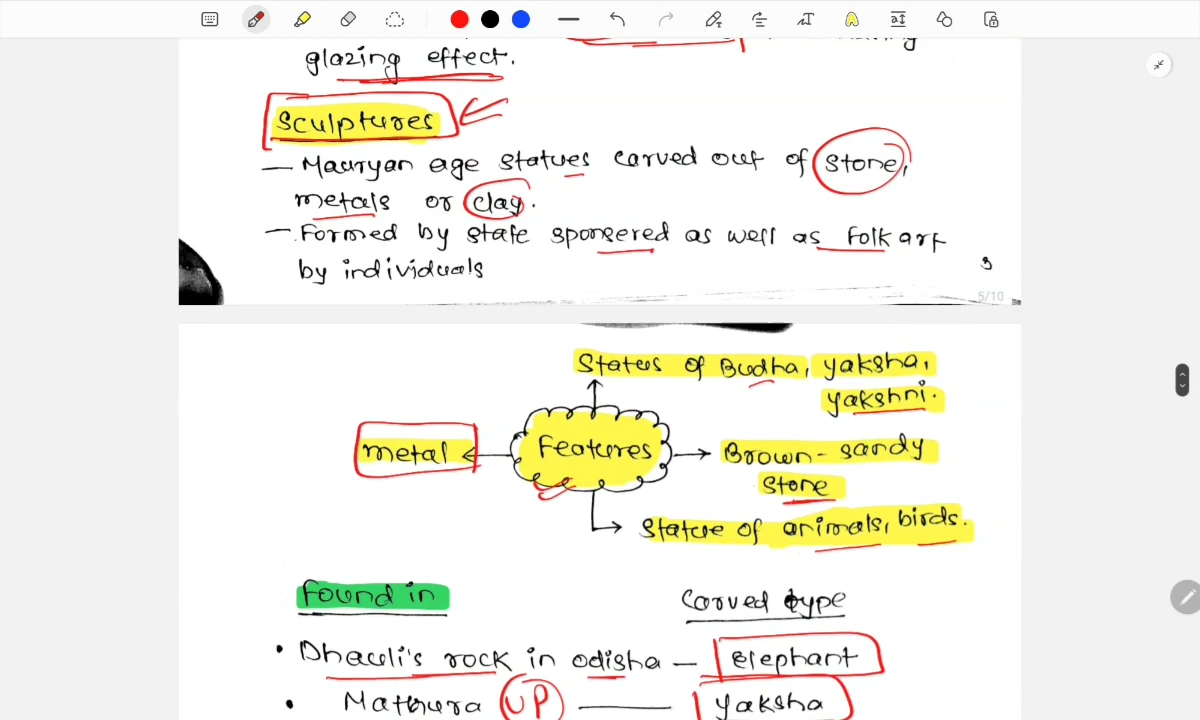 glazing effect.
Sculptures
— Mauryan age statues carved out of stone,
metals or clay.
— Formed by state sponsered as well as folk art
by individuals
5/10
Status of Budha, yaksha,
yakshni.
Features
metal
Brown - sandy
stone
Statue of animals, birds.
Found in
Carved type
• Dhauli's rock in odisha — elephant
• Mathura UP — yaksha